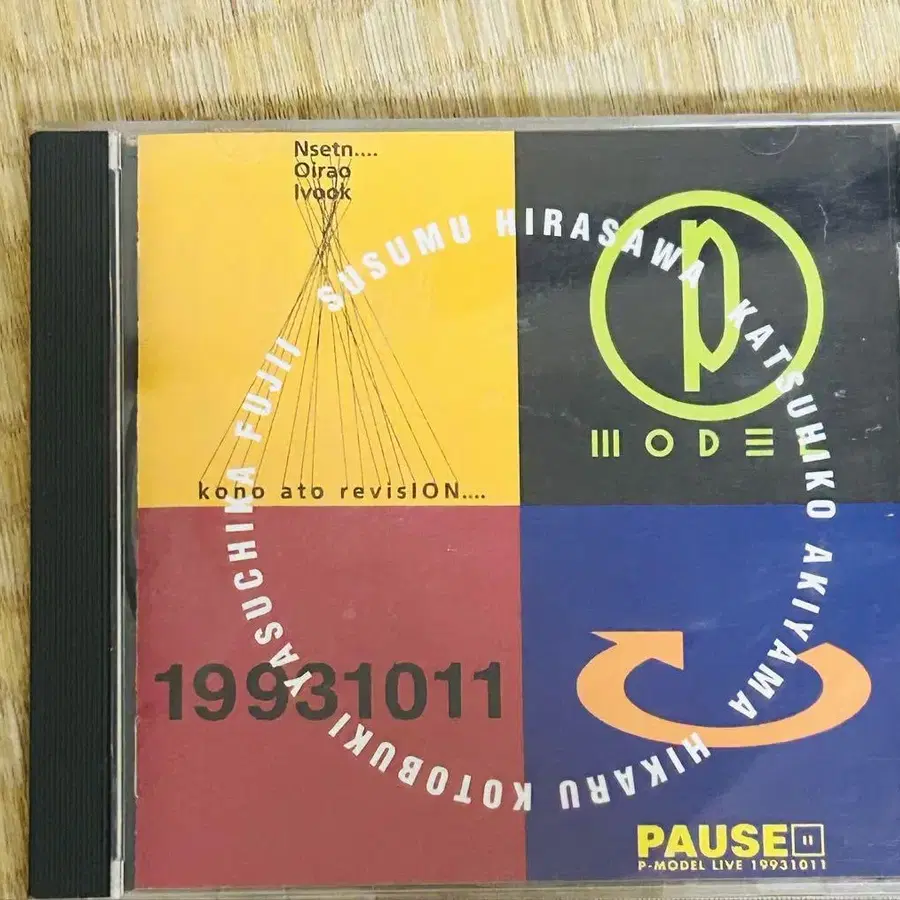 Nsetn....
Oirao
Ivook
kono ato revisION....
p
MODEL
SUSUMU HIRASAWA
KATSUHIKO AKIYAMA
HIKARU KOTOBUKI
YASUCHIKA FUJII
19931011
PAUSE
P-MODEL LIVE 19931011